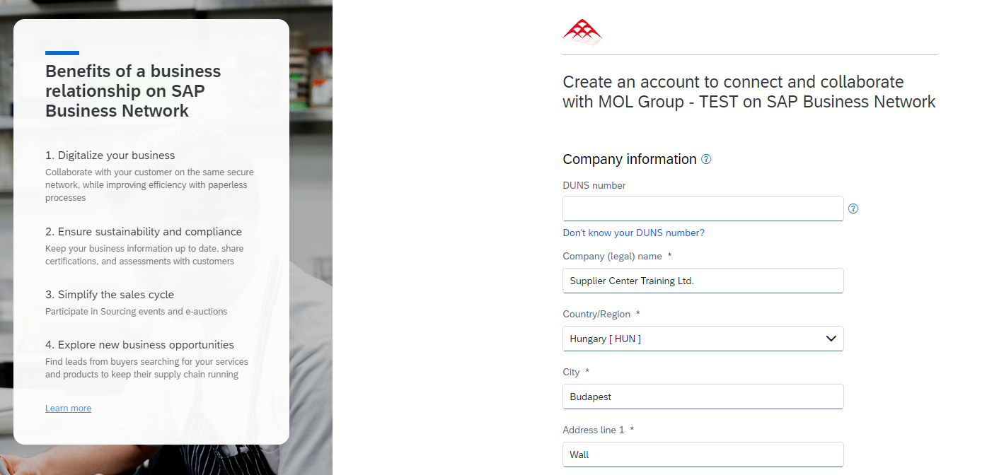 Benefits of a business
relationship on SAP
Business Network
1. Digitalize your business
Collaborate with your customer on the same secure
network, while improving efficiency with paperless
processes
2. Ensure sustainability and compliance
Keep your business information up to date, share
certifications, and assessments with customers
3. Simplify the sales cycle
Participate in Sourcing events and e-auctions
4. Explore new business opportunities
Find leads from buyers searching for your services
and products to keep their supply chain running
Learn more
Create an account to connect and collaborate
with MOL Group - TEST on SAP Business Network
Company information ?
DUNS number
?
Don't know your DUNS number?
Company (legal) name *
Supplier Center Training Ltd.
Country/Region *
Hungary [ HUN ]
City *
Budapest
Address line 1 *
Wall